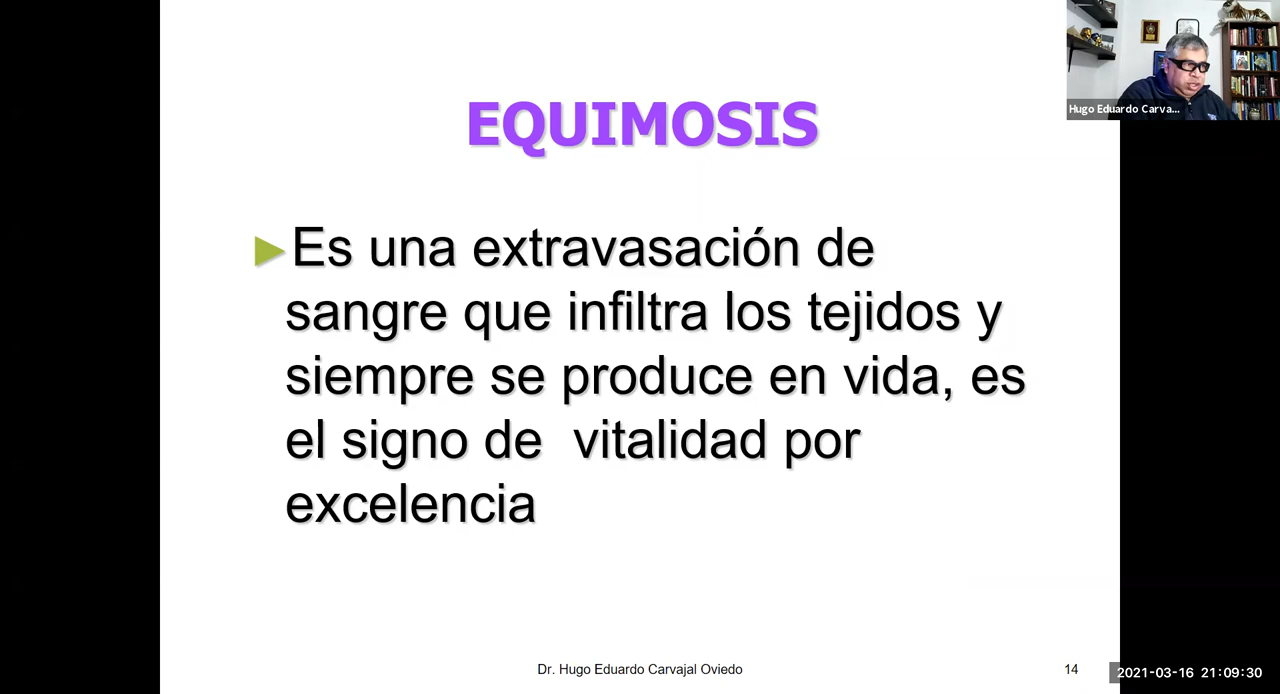 Hugo Eduardo Carva...
EQUIMOSIS
►Es una extravasación de
sangre que infiltra los tejidos y
siempre se produce en vida, es
el signo de  vitalidad por
excelencia
Dr. Hugo Eduardo Carvajal Oviedo
14
2021-03-16 21:09:30